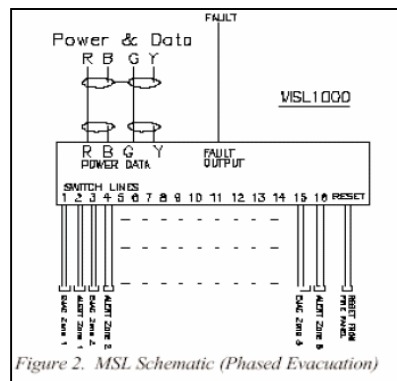 FAULT
Power & Data
R B G Y
VISL10G0
R B G Y
POWER DATA
FAULT
OUTPUT
SWITCH LINES
1 2 3 4 5 6 7 8 9 10 11 12 13 14 15 16 RESET
EVAC Zone 1
ALERT Zone 1
EVAC Zone 2
ALERT Zone 2
EVAC Zone 8
ALERT Zone 8
RESET FROM
FIRE PANEL
Figure 2. MSL Schematic (Phased Evacuation)